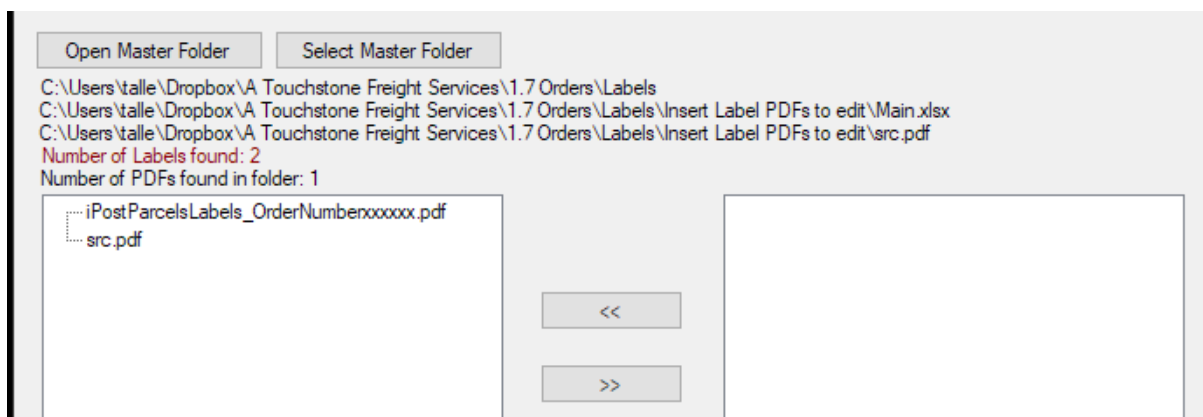 Open Master Folder Select Master Folder
C:\Users\talle\Dropbox\A Touchstone Freight Services\1.7 Orders\Labels
C:\Users\talle\Dropbox\A Touchstone Freight Services\1.7 Orders\Labels\Insert Label PDFs to edit\Main.xlsx
C:\Users\talle\Dropbox\A Touchstone Freight Services\1.7 Orders\Labels\Insert Label PDFs to edit\src.pdf
Number of Labels found: 2
Number of PDFs found in folder: 1
iPostParcelsLabels_OrderNumberxxxxxx.pdf
src.pdf
<<
>>